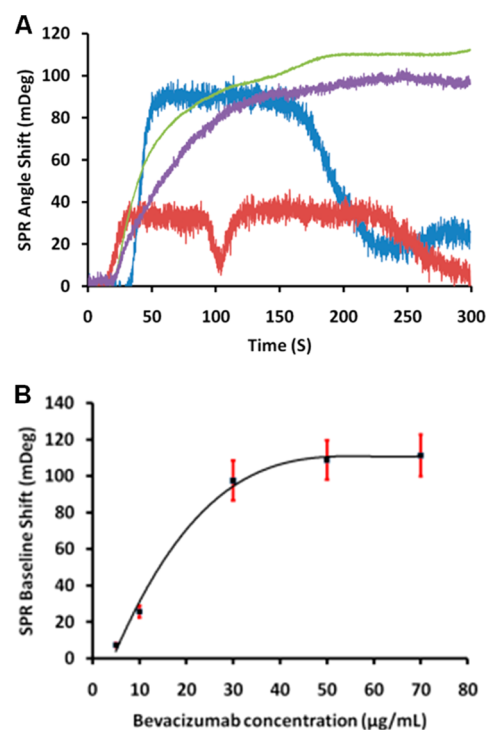 A
SPR Angle Shift (mDeg)
120
100
80
60
40
20
0
0 50 100 150 200 250 300
Time (S)
B
SPR Baseline Shift (mDeg)
140
120
100
80
60
40
20
0
0 10 20 30 40 50 60 70 80
Bevacizumab concentration (µg/mL)